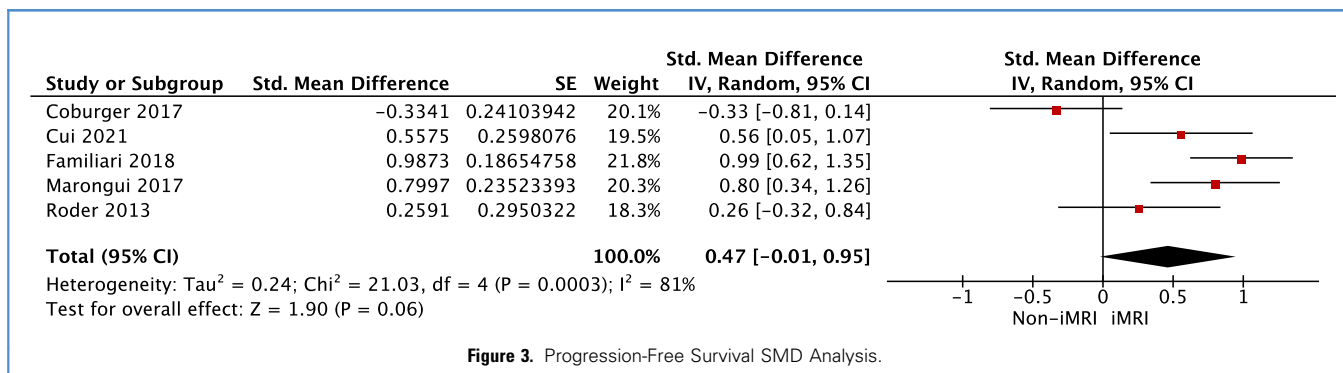 Std. Mean Difference Std. Mean Difference
Study or Subgroup Std. Mean Difference SE Weight IV, Random, 95% CI IV, Random, 95% CI
Coburger 2017 −0.3341 0.24103942 20.1% −0.33 [−0.81, 0.14]
Cui 2021 0.5575 0.2598076 19.5% 0.56 [0.05, 1.07]
Familiari 2018 0.9873 0.18654758 21.8% 0.99 [0.62, 1.35]
Marongui 2017 0.7997 0.23523393 20.3% 0.80 [0.34, 1.26]
Roder 2013 0.2591 0.2950322 18.3% 0.26 [−0.32, 0.84]
Total (95% CI) 100.0% 0.47 [−0.01, 0.95]
Heterogeneity: Tau² = 0.24; Chi² = 21.03, df = 4 (P = 0.0003); I² = 81%
Test for overall effect: Z = 1.90 (P = 0.06)
−1 −0.5 0 0.5 1
Non-iMRI iMRI
Figure 3. Progression-Free Survival SMD Analysis.